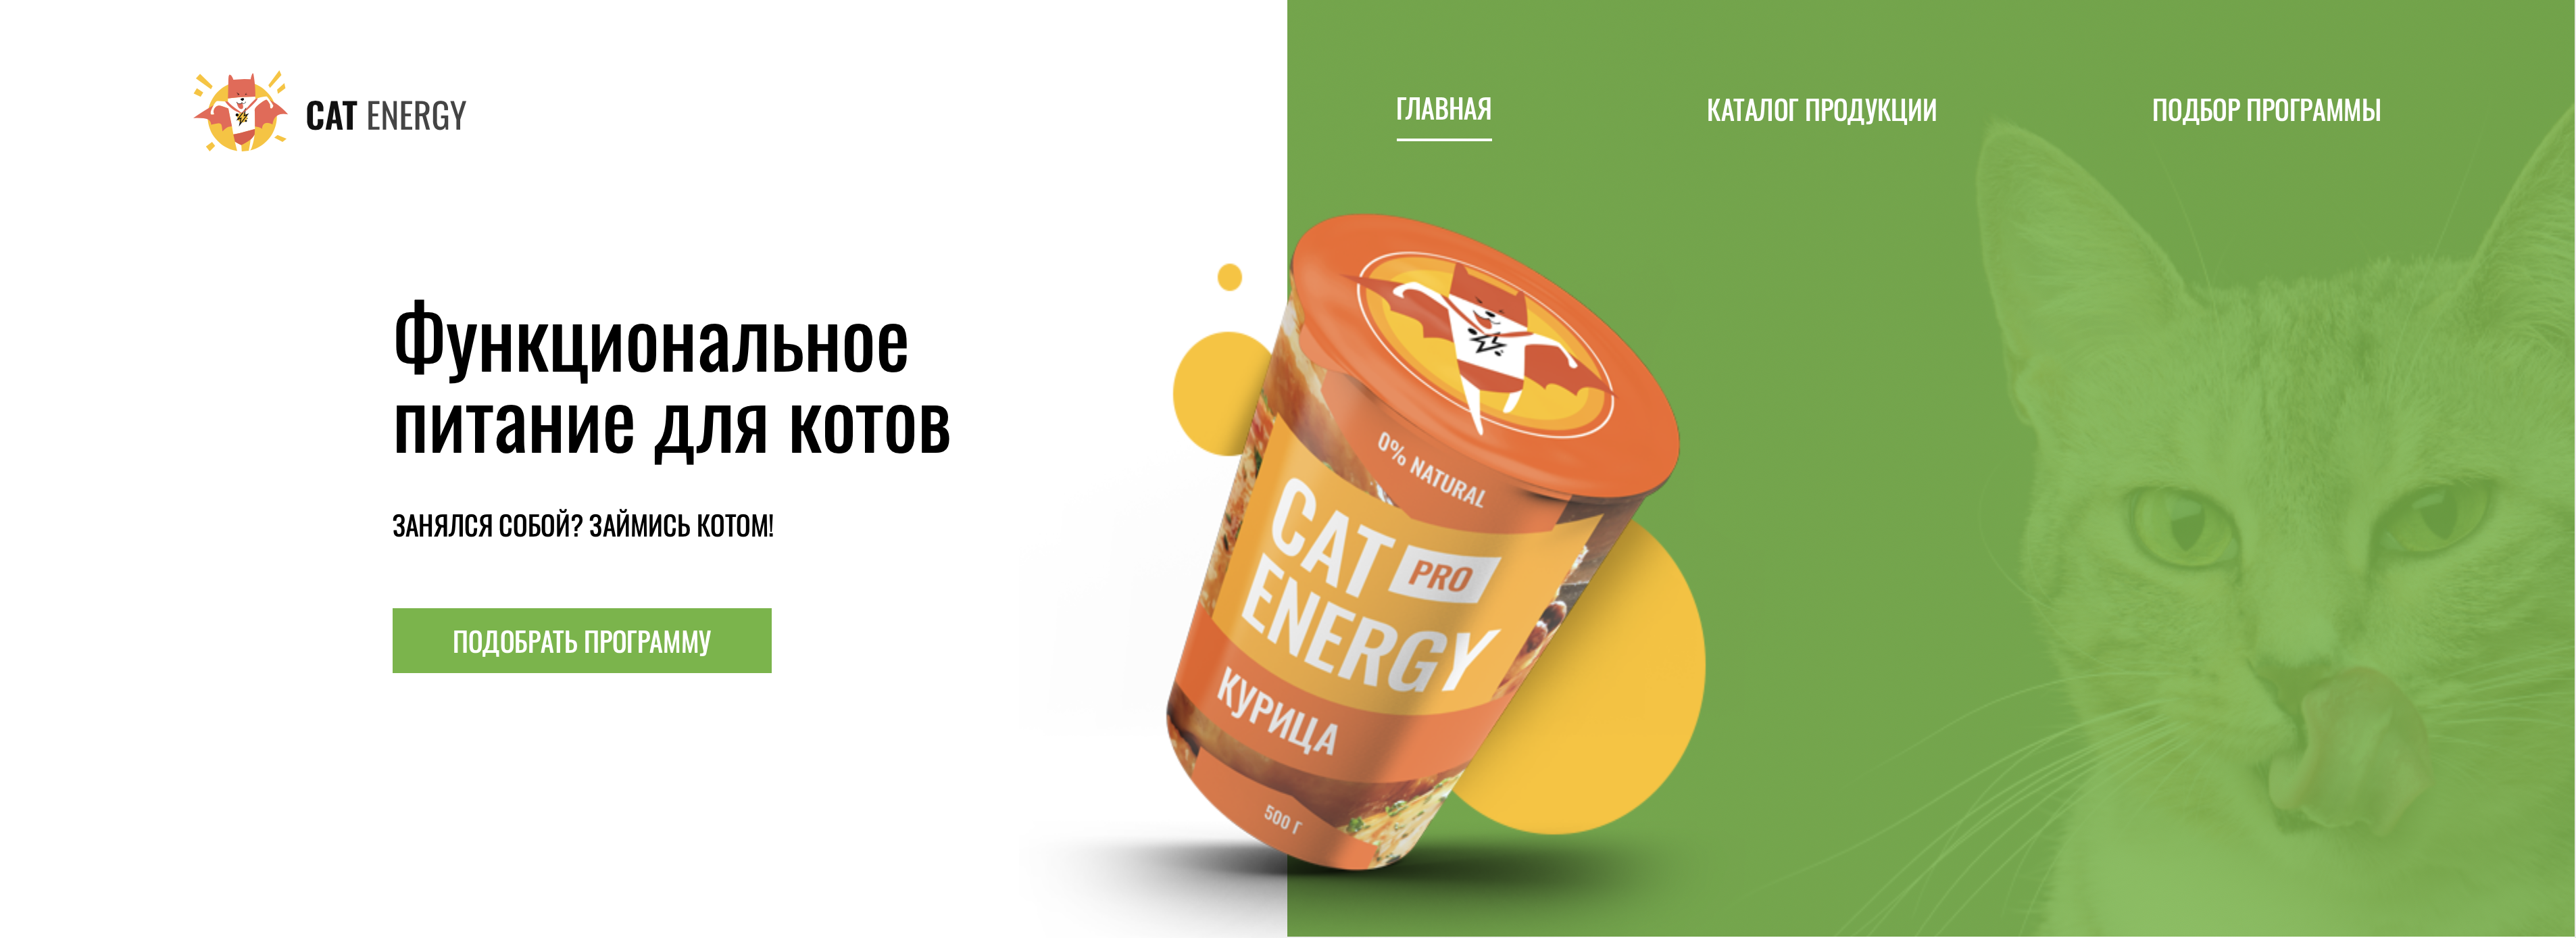 CAT ENERGY
ГЛАВНАЯ
КАТАЛОГ ПРОДУКЦИИ
ПОДБОР ПРОГРАММЫ
Функциональное
питание для котов
ЗАНЯЛСЯ СОБОЙ? ЗАЙМИСЬ КОТОМ!
ПОДОБРАТЬ ПРОГРАММУ
0% NATURAL
CAT PRO
ENERGY
КУРИЦА
500 Г